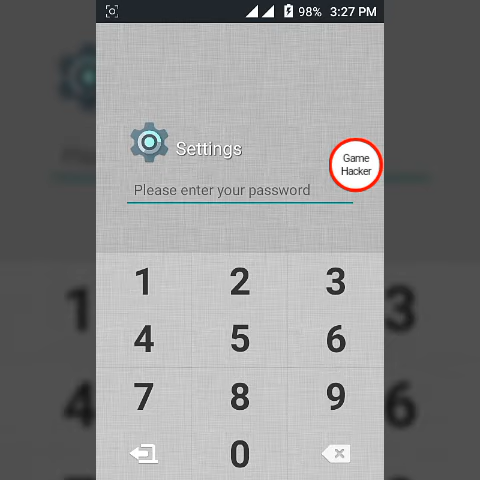 98% 3:27 PM
Settings
Game
Hacker
Please enter your password
1 2 3
4 5 6
7 8 9
0